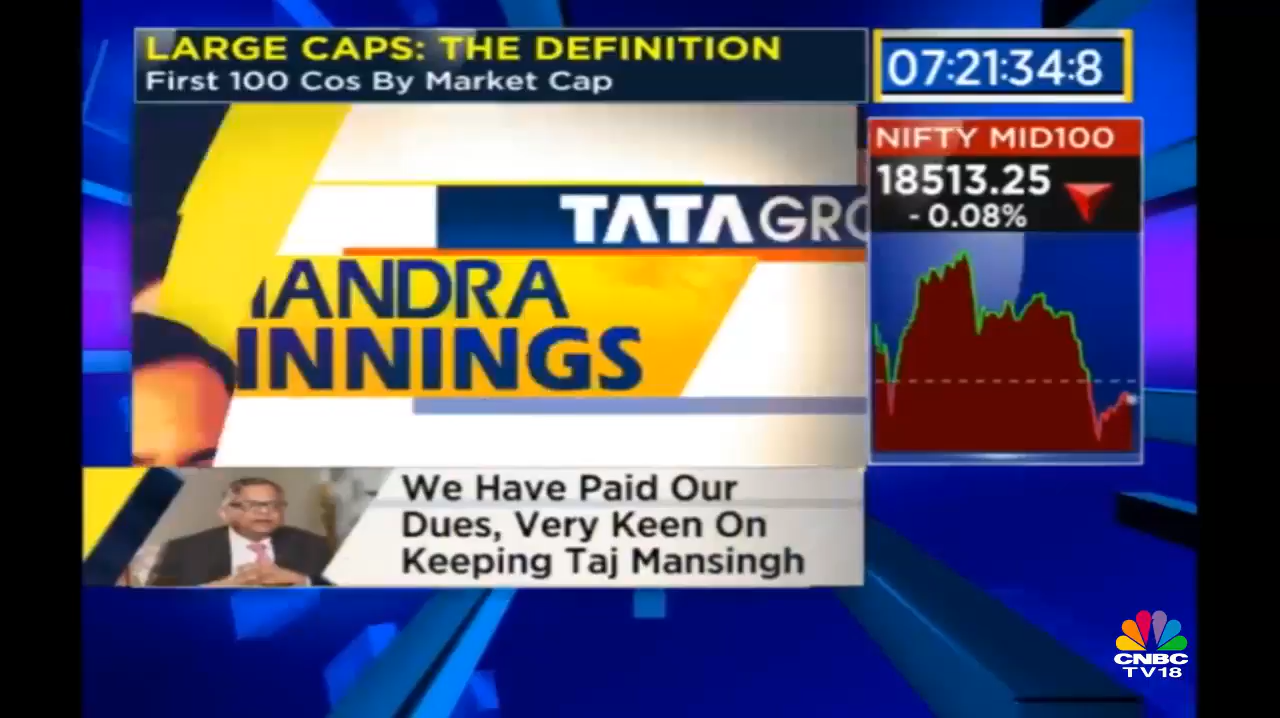 LARGE CAPS: THE DEFINITION
First 100 Cos By Market Cap
07:21:34:8
NIFTY MID100
18513.25
- 0.08%
TATA GRO
ANDRA
INNINGS
We Have Paid Our
Dues, Very Keen On
Keeping Taj Mansingh
CNBC
TV18